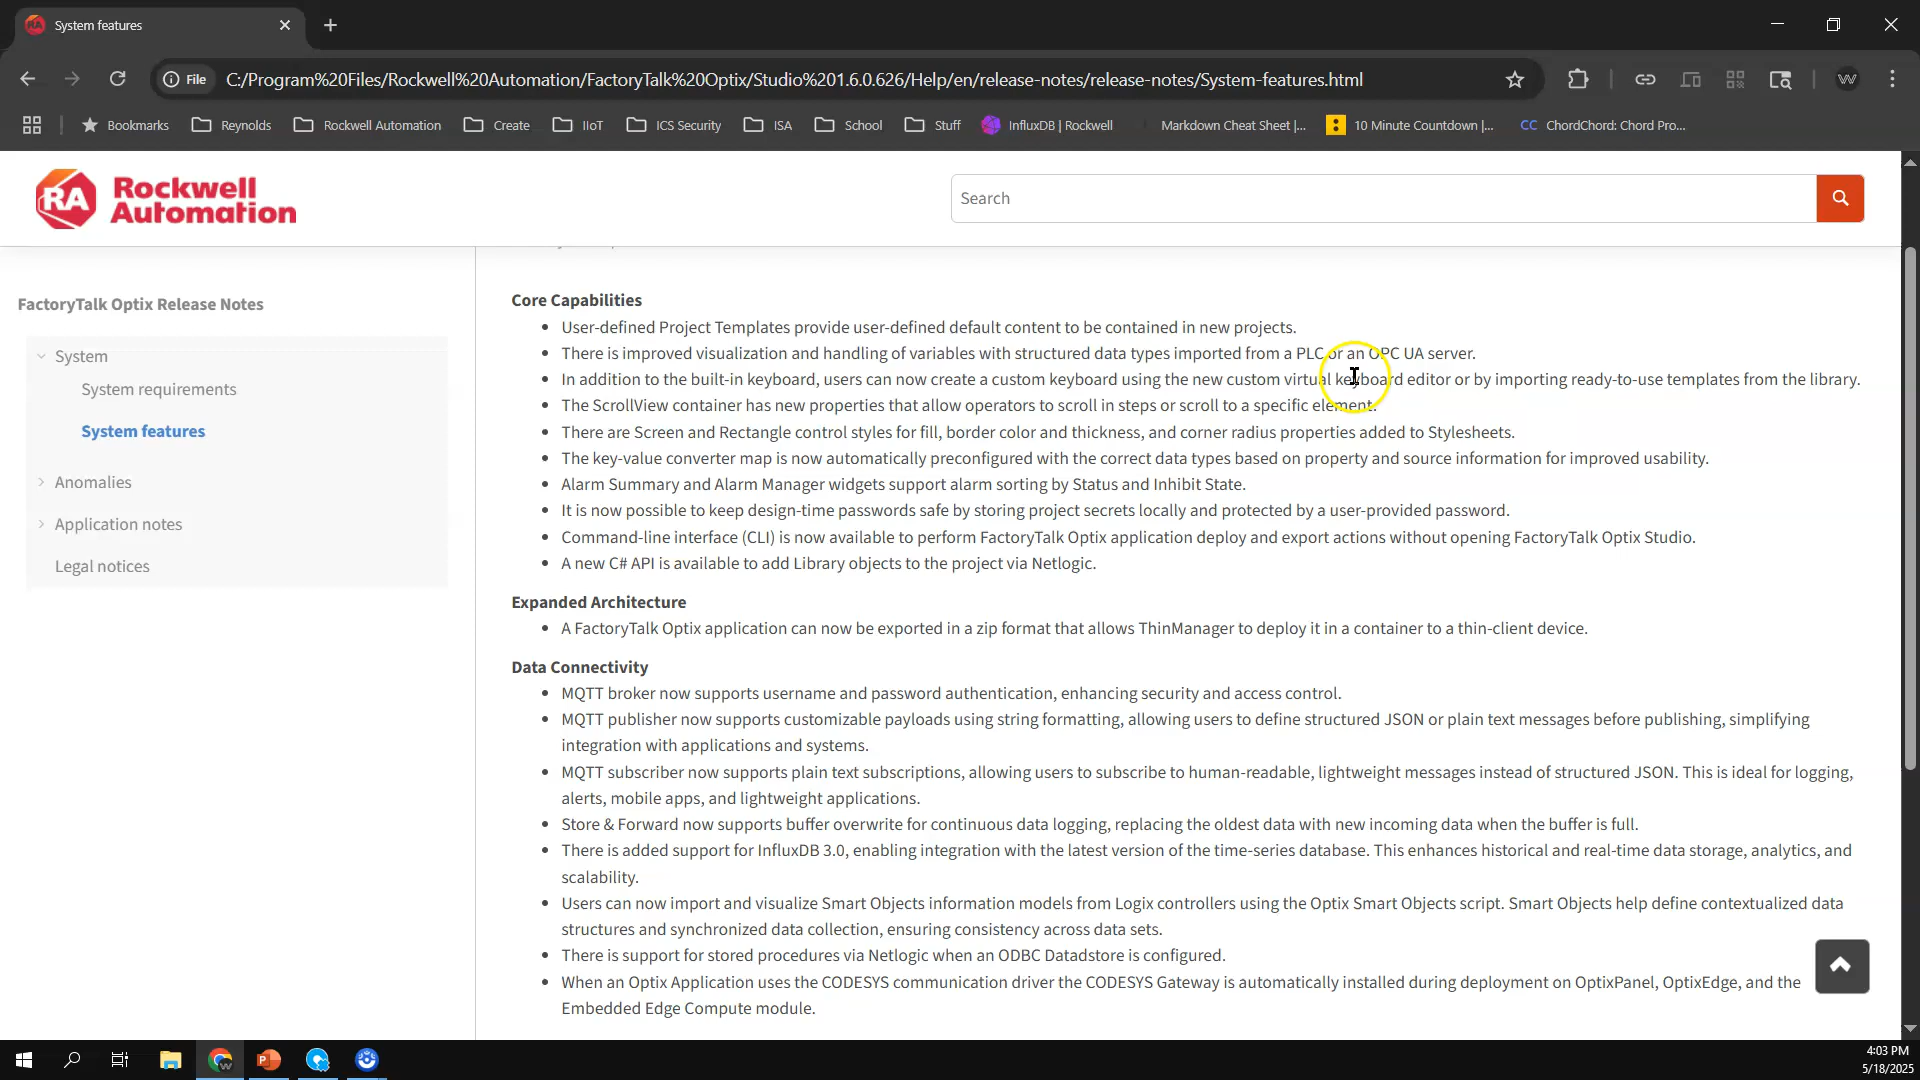 System features
File
C:/Program%20Files/Rockwell%20Automation/FactoryTalk%20Optix/Studio%201.6.0.626/Help/en/release-notes/release-notes/System-features.html
W
Bookmarks
Reynolds
Rockwell Automation
Create
IIoT
ICS Security
ISA
School
Stuff
InfluxDB | Rockwell
Markdown Cheat Sheet |...
10 Minute Countdown |...
CC
ChordChord: Chord Pro...
RA
Rockwell
Automation
Search
FactoryTalk Optix Release Notes
System
System requirements
System features
Anomalies
Application notes
Legal notices
Core Capabilities
User-defined Project Templates provide user-defined default content to be contained in new projects.
There is improved visualization and handling of variables with structured data types imported from a PLC or an OPC UA server.
In addition to the built-in keyboard, users can now create a custom keyboard using the new custom virtual keyboard editor or by importing ready-to-use templates from the library.
The ScrollView container has new properties that allow operators to scroll in steps or scroll to a specific element.
There are Screen and Rectangle control styles for fill, border color and thickness, and corner radius properties added to Stylesheets.
The key-value converter map is now automatically preconfigured with the correct data types based on property and source information for improved usability.
Alarm Summary and Alarm Manager widgets support alarm sorting by Status and Inhibit State.
It is now possible to keep design-time passwords safe by storing project secrets locally and protected by a user-provided password.
Command-line interface (CLI) is now available to perform FactoryTalk Optix application deploy and export actions without opening FactoryTalk Optix Studio.
A new C# API is available to add Library objects to the project via Netlogic.
Expanded Architecture
A FactoryTalk Optix application can now be exported in a zip format that allows ThinManager to deploy it in a container to a thin-client device.
Data Connectivity
MQTT broker now supports username and password authentication, enhancing security and access control.
MQTT publisher now supports customizable payloads using string formatting, allowing users to define structured JSON or plain text messages before publishing, simplifying
integration with applications and systems.
MQTT subscriber now supports plain text subscriptions, allowing users to subscribe to human-readable, lightweight messages instead of structured JSON. This is ideal for logging,
alerts, mobile apps, and lightweight applications.
Store & Forward now supports buffer overwrite for continuous data logging, replacing the oldest data with new incoming data when the buffer is full.
There is added support for InfluxDB 3.0, enabling integration with the latest version of the time-series database. This enhances historical and real-time data storage, analytics, and
scalability.
Users can now import and visualize Smart Objects information models from Logix controllers using the Optix Smart Objects script. Smart Objects help define contextualized data
structures and synchronized data collection, ensuring consistency across data sets.
There is support for stored procedures via Netlogic when an ODBC Datadstore is configured.
When an Optix Application uses the CODESYS communication driver the CODESYS Gateway is automatically installed during deployment on OptixPanel, OptixEdge, and the
Embedded Edge Compute module.
4:03 PM
5/18/2025